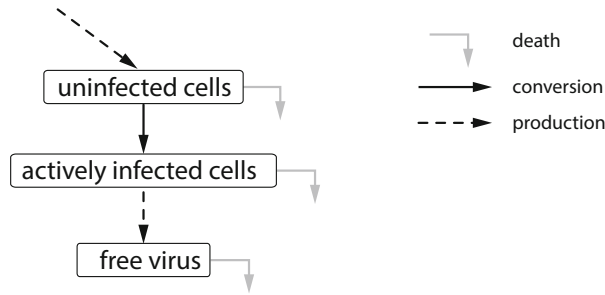 death
uninfected cells
conversion
production
actively infected cells
free virus